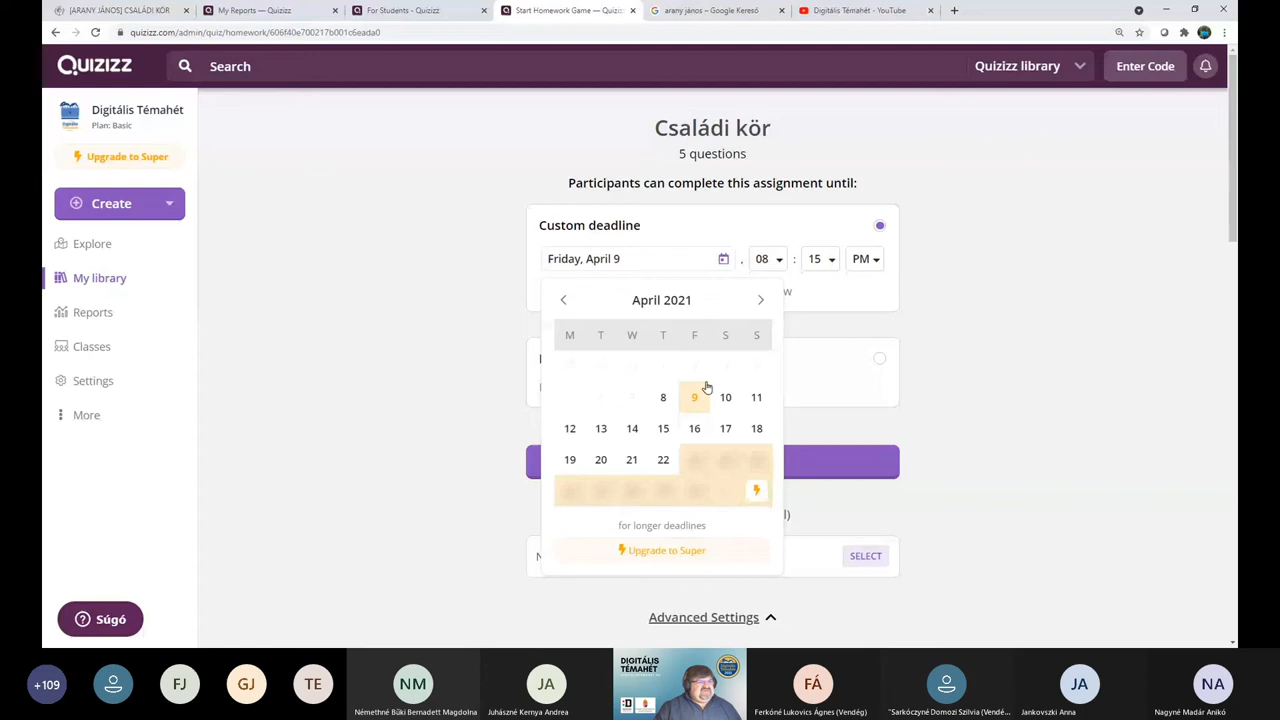 [ARANY JÁNOS] CSALÁDI KÖR
My Reports — Quizizz
For Students - Quizizz
Start Homework Game — Quiziz
arany jános – Google Kereső
Digitális Témahét - YouTube
quizizz.com/admin/quiz/homework/606f40e700217b001c6eada0
Quizizz
Search
Quizizz library
Enter Code
Digitális Témahét
Plan: Basic
Upgrade to Super
Create
Explore
My library
Reports
Classes
Settings
More
Súgó
Családi kör
5 questions
Participants can complete this assignment until:
Custom deadline
Friday, April 9 , 08 : 15 PM
w
April 2021
M T W T F S S
8 9 10 11
12 13 14 15 16 17 18
19 20 21 22
for longer deadlines
Upgrade to Super
l)
SELECT
Advanced Settings
+109
FJ
GJ
TE
NM
Némethné Büki Bernadett Magdolna
JA
Juhászné Kenya Andrea
DIGITÁLIS
TÉMAHÉT
FÁ
Ferkóné Lukovics Ágnes (Vendég)
"Sarkóczyné Domozi Szilvia (Vendé...
JA
Jankovszki Anna
NA
Nagyné Madár Anikó